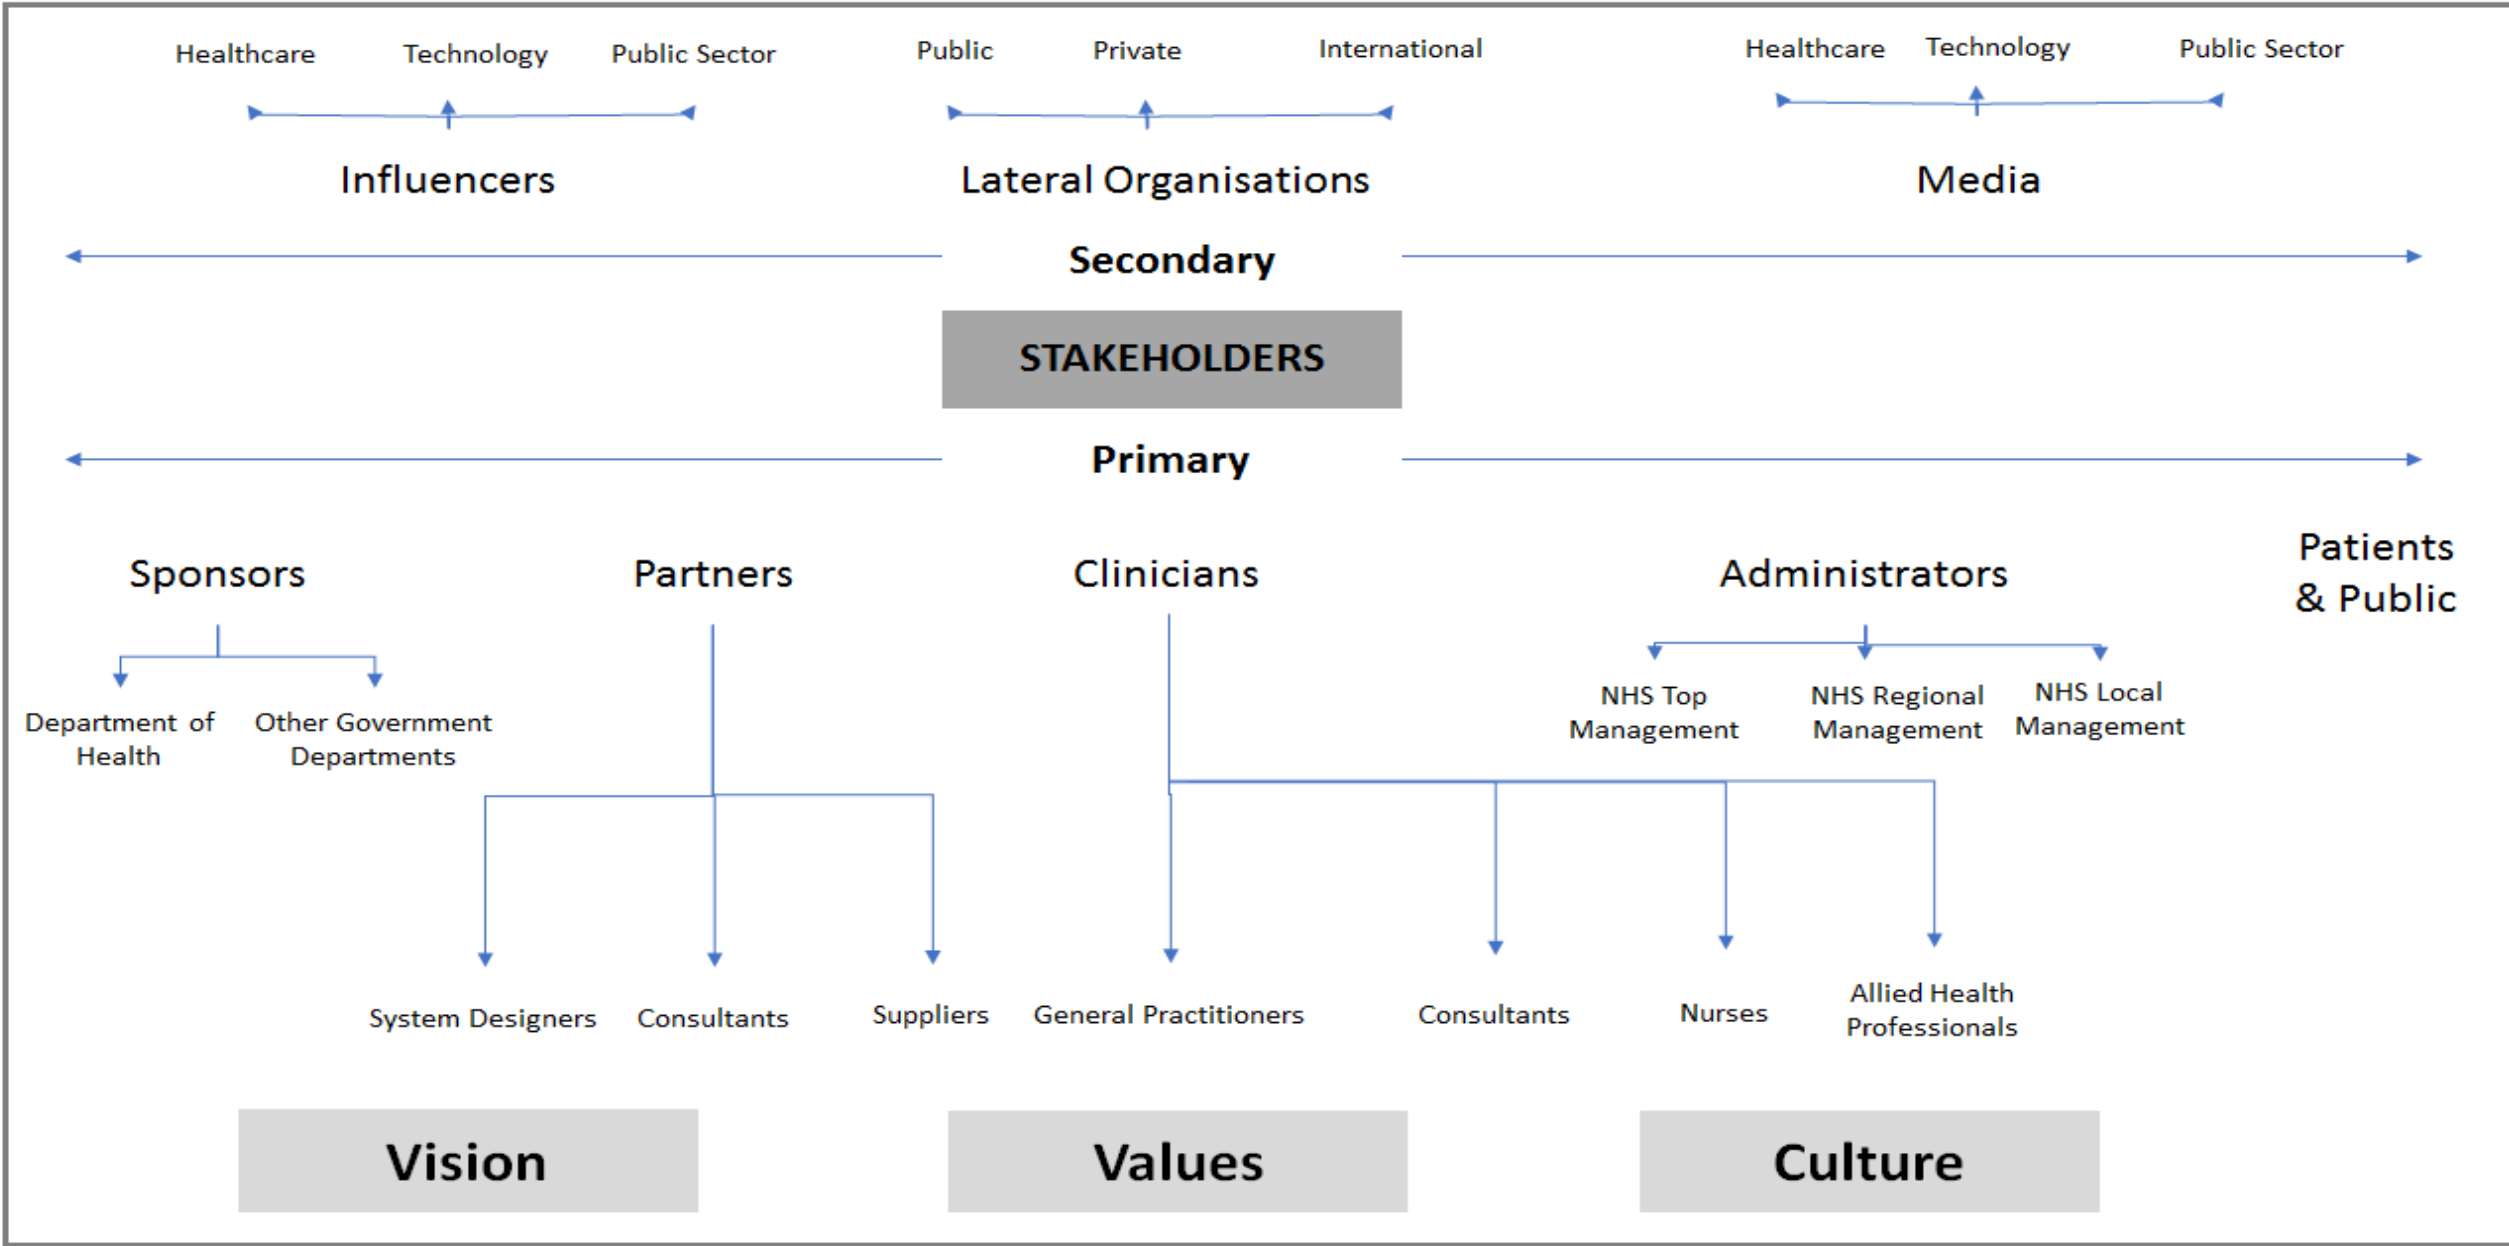 Healthcare
Technology
Public Sector
Public
Private
International
Healthcare
Technology
Public Sector
Influencers
Lateral Organisations
Media
Secondary
STAKEHOLDERS
Primary
Sponsors
Partners
Clinicians
Administrators
Patients
& Public
Department of
Health
Other Government
Departments
NHS Top
Management
NHS Regional
Management
NHS Local
Management
System Designers
Consultants
Suppliers
General Practitioners
Consultants
Nurses
Allied Health
Professionals
Vision
Values
Culture